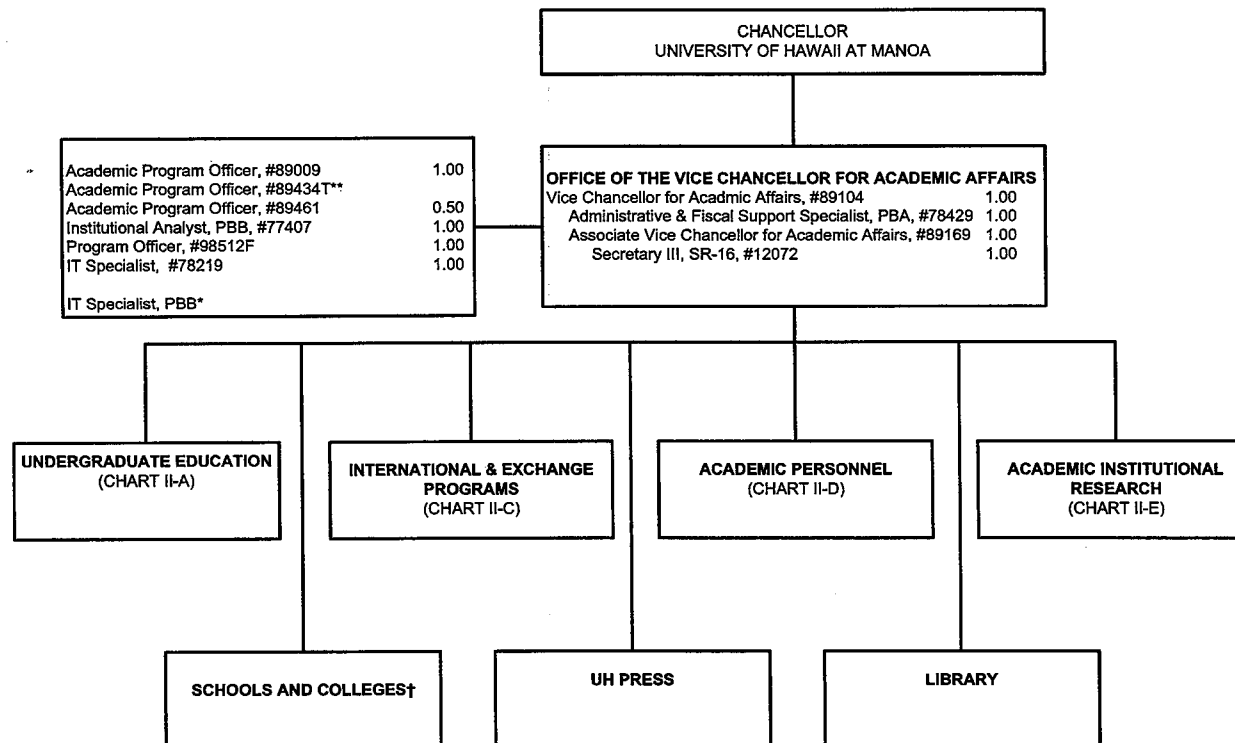 CHANCELLOR
UNIVERSITY OF HAWAII AT MANOA
Academic Program Officer, #89009 1.00
Academic Program Officer, #89434T**
Academic Program Officer, #89461 0.50
Institutional Analyst, PBB, #77407 1.00
Program Officer, #98512F 1.00
IT Specialist, #78219 1.00
IT Specialist, PBB*
OFFICE OF THE VICE CHANCELLOR FOR ACADEMIC AFFAIRS
Vice Chancellor for Acadmic Affairs, #89104 1.00
Administrative & Fiscal Support Specialist, PBA, #78429 1.00
Associate Vice Chancellor for Academic Affairs, #89169 1.00
Secretary III, SR-16, #12072 1.00
UNDERGRADUATE EDUCATION
(CHART II-A)
INTERNATIONAL & EXCHANGE
PROGRAMS
(CHART II-C)
ACADEMIC PERSONNEL
(CHART II-D)
ACADEMIC INSTITUTIONAL
RESEARCH
(CHART II-E)
SCHOOLS AND COLLEGES†
UH PRESS
LIBRARY